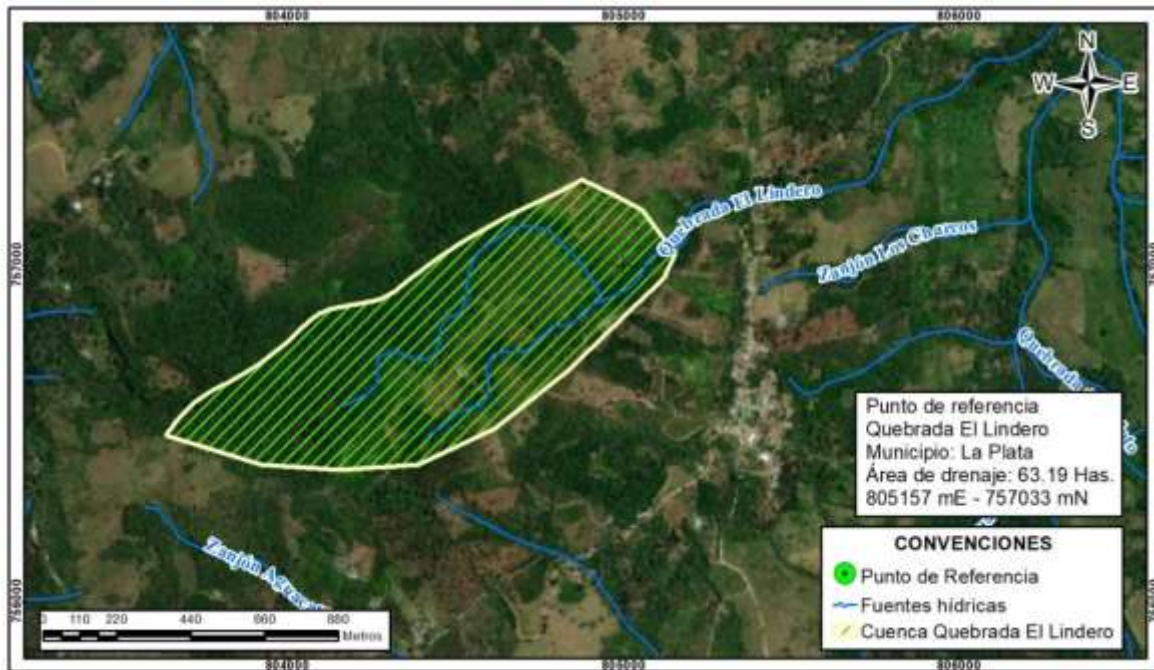 804000 805000 806000
N
W E
S
Quebrada El Lindero
Zanjón Los Charcos
757000
Quebrada
Punto de referencia
Quebrada El Lindero
Municipio: La Plata
Área de drenaje: 63.19 Has.
805157 mE - 757033 mN
CONVENCIONES
Punto de Referencia
Fuentes hídricas
Cuenca Quebrada El Lindero
Zanjón
756000
0 110 220 440 660 880
Metros
804000 805000 806000